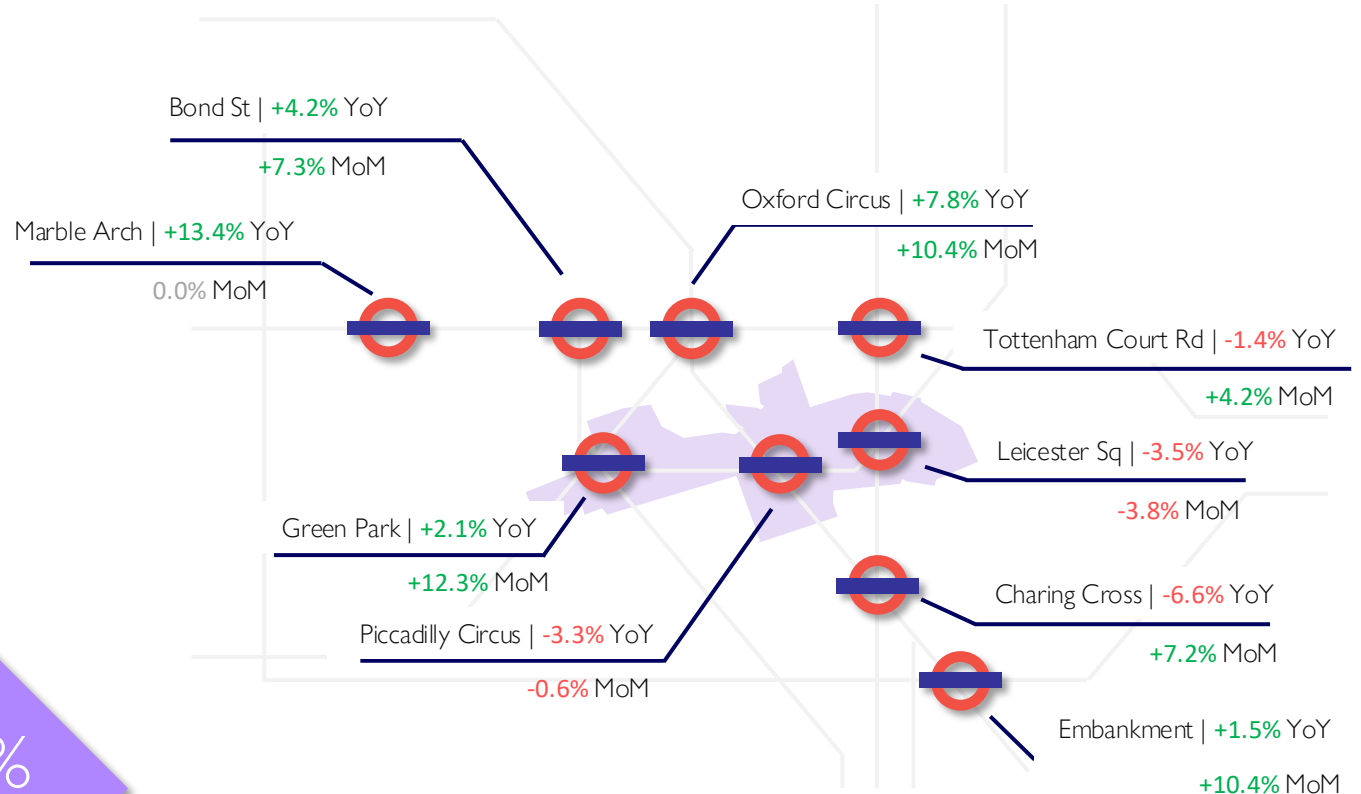 Bond St | +4.2% YoY
+7.3% MoM
Oxford Circus | +7.8% YoY
+10.4% MoM
Marble Arch | +13.4% YoY
0.0% MoM
Tottenham Court Rd | -1.4% YoY
+4.2% MoM
Leicester Sq | -3.5% YoY
-3.8% MoM
Green Park | +2.1% YoY
+12.3% MoM
Charing Cross | -6.6% YoY
+7.2% MoM
Piccadilly Circus | -3.3% YoY
-0.6% MoM
Embankment | +1.5% YoY
+10.4% MoM
%